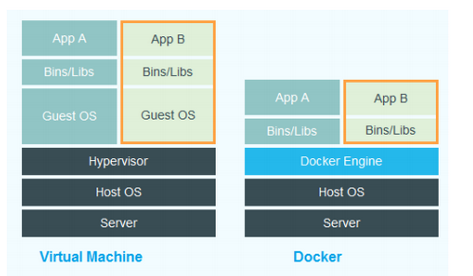 App A
App B
Bins/Libs
Bins/Libs
Guest OS
Guest OS
Hypervisor
Host OS
Server
Virtual Machine
App A
App B
Bins/Libs
Bins/Libs
Docker Engine
Host OS
Server
Docker